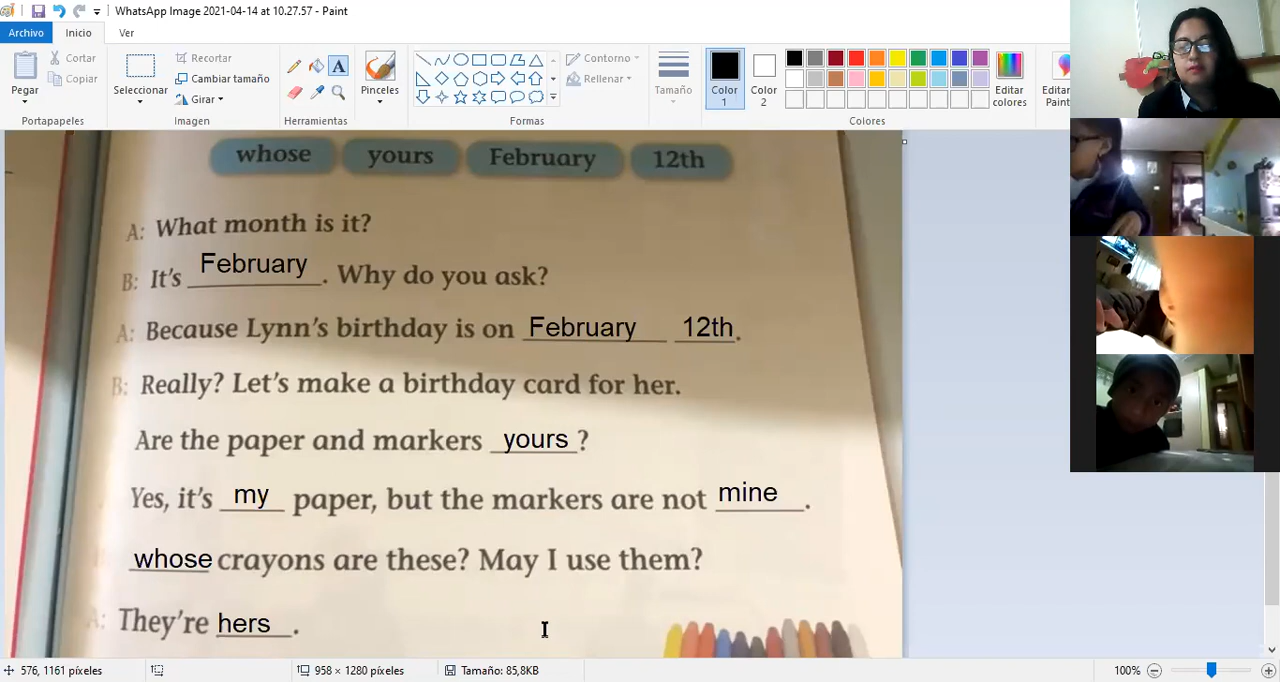 WhatsApp Image 2021-04-14 at 10.27.57 - Paint
Archivo Inicio Ver
Pegar
Cortar
Copiar
Portapapeles
Seleccionar
Recortar
Cambiar tamaño
Girar
Imagen
A
Herramientas
Pinceles
Contorno
Rellenar
Formas
Tamaño
Color 1
Color 2
Editar colores
Editar
Paint
Colores
whose yours February 12th
A: What month is it?
B: It's February. Why do you ask?
A: Because Lynn's birthday is on February 12th.
B: Really? Let's make a birthday card for her.
Are the paper and markers yours?
Yes, it's my paper, but the markers are not mine.
whose crayons are these? May I use them?
A: They're hers.
576, 1161 píxeles 958 × 1280 píxeles Tamaño: 85,8KB 100%